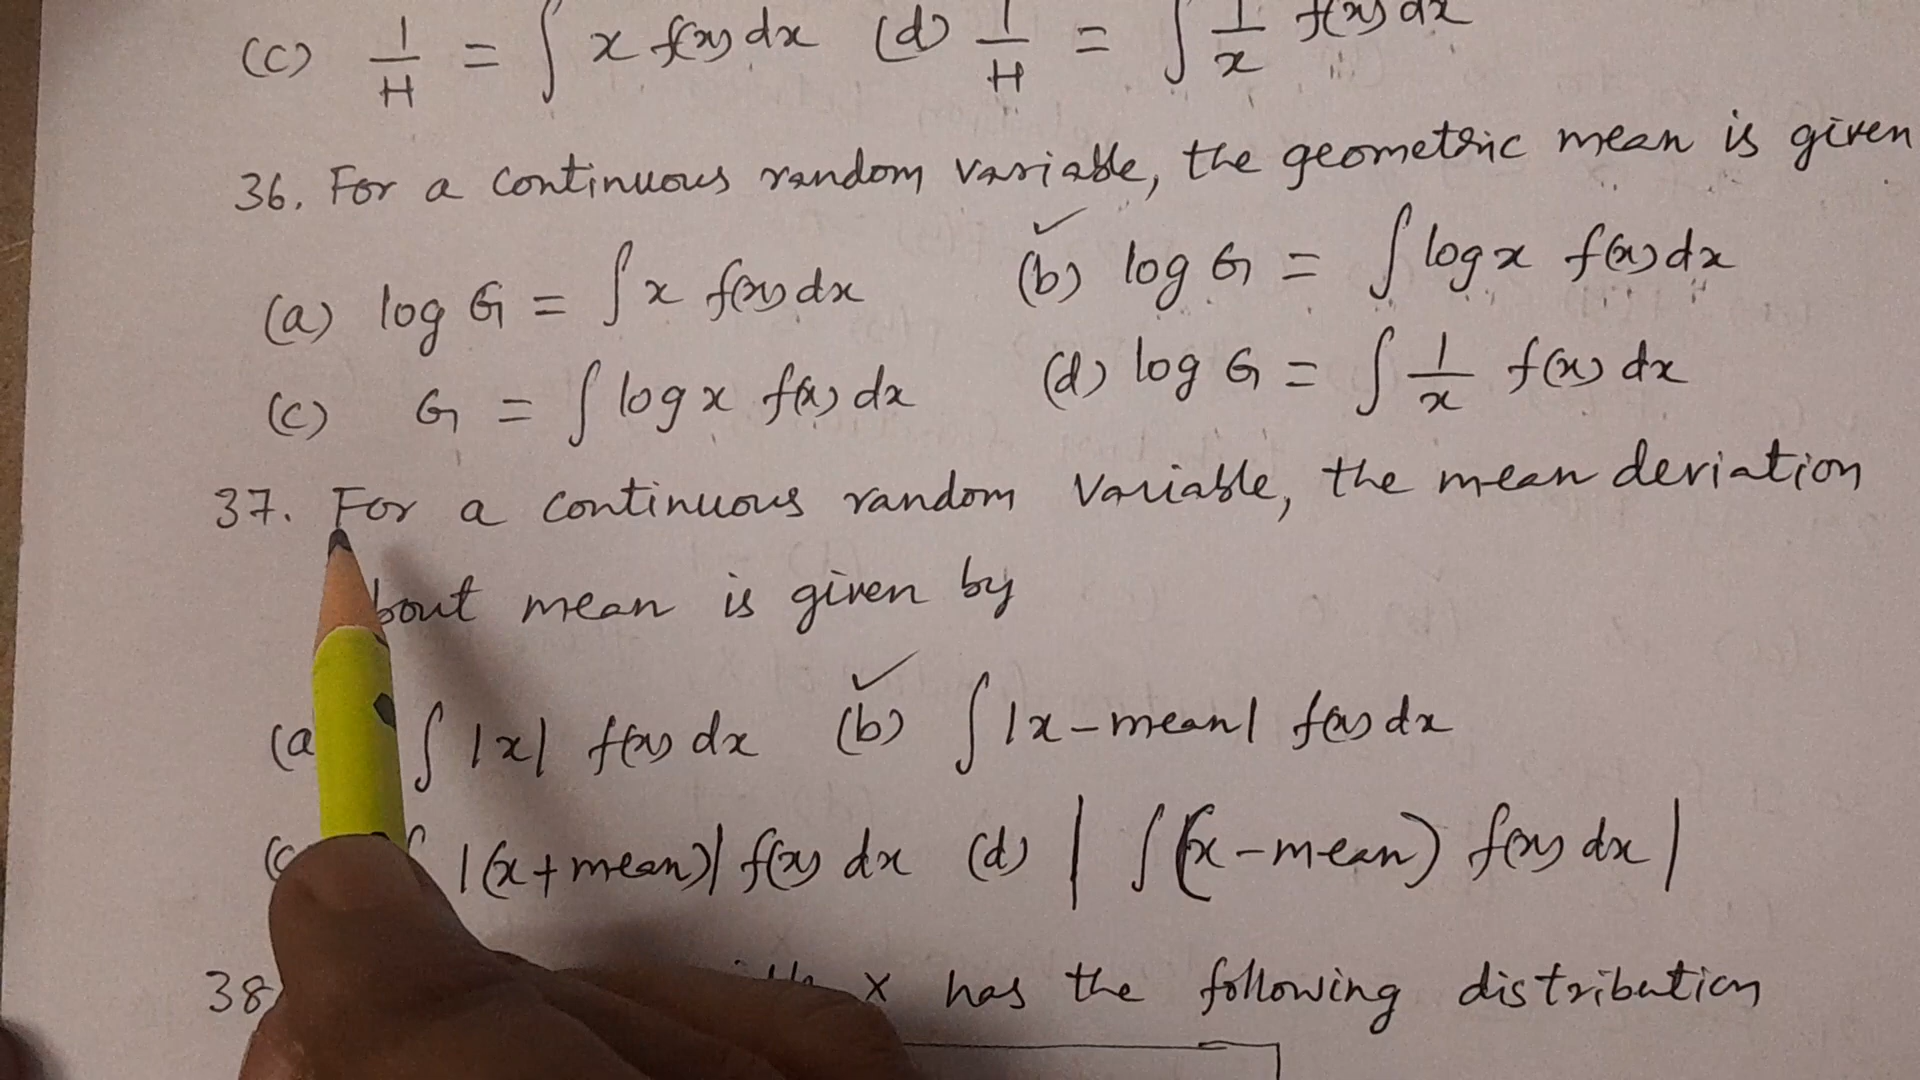 (c) 1/H = ∫ x f(x) dx (d) 1/H = ∫ 1/x f(x) dx
36. For a continuous random variable, the geometric mean is given
(a) log G = ∫ x f(x) dx ✓(b) log G = ∫ log x f(x) dx
(c) G = ∫ log x f(x) dx (d) log G = ∫ 1/x f(x) dx
37. For a continuous random variable, the mean deviation
bout mean is given by
(a ∫ |x| f(x) dx ✓(b) ∫ |x - mean| f(x) dx
(c |(x + mean)| f(x) dx (d) | ∫ (x - mean) f(x) dx |
38 X has the following distribution